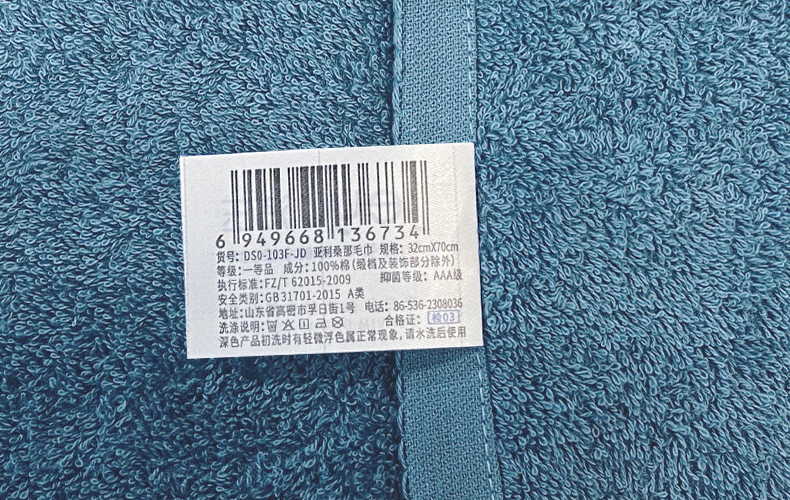 6 949668 136734
货号: DS0-103F-JD 亚利桑那毛巾 规格: 32cmX70cm
等级:一等品 成分:100%棉(缎档及装饰部分除外)
执行标准:FZ/T 62015-2009 抑菌等级: AAA级
安全类别:GB31701-2015 A类
地址:山东省高密市孚日街1号 电话: 86-536-2308036
洗涤说明: 合格证: 检03
深色产品初洗时有轻微浮色属正常现象,请水洗后使用